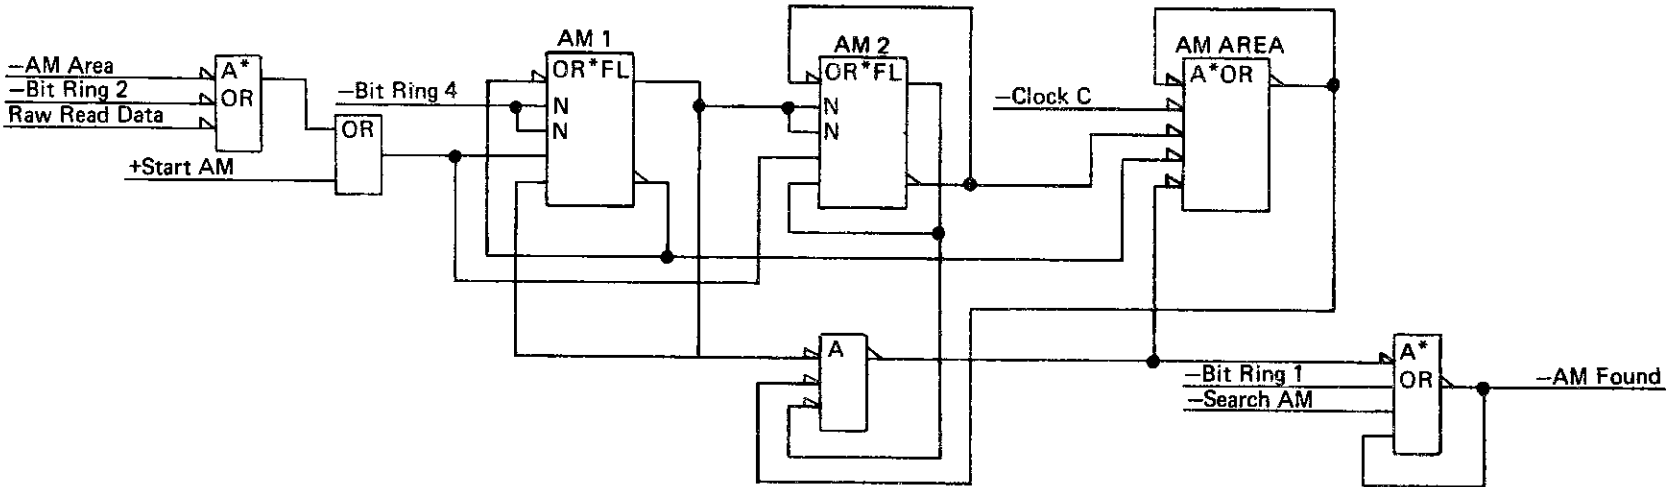 AM 1
AM 2
AM AREA
−AM Area
−Bit Ring 2
Raw Read Data
A*
OR
+Start AM
OR
−Bit Ring 4
OR*FL
N
N
OR*FL
N
N
−Clock C
A*OR
A
−Bit Ring 1
−Search AM
A*
OR
−AM Found